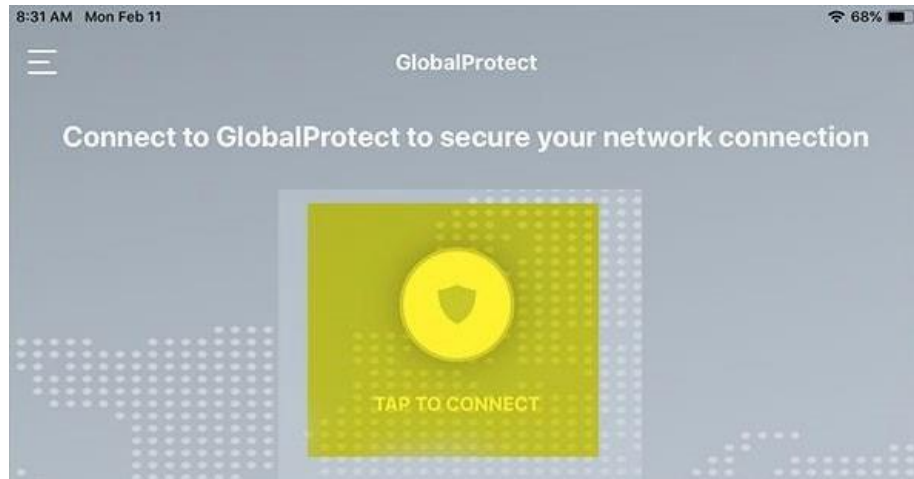 8:31 AM Mon Feb 11 68%
GlobalProtect
Connect to GlobalProtect to secure your network connection
TAP TO CONNECT